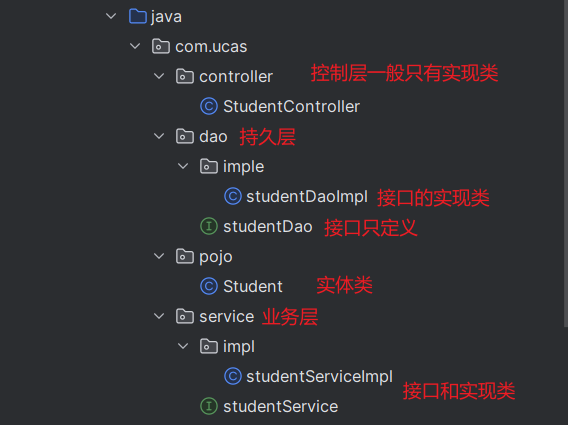 java
com.ucas
controller 控制层一般只有实现类
StudentController
dao 持久层
imple
studentDaoImpl 接口的实现类
studentDao 接口只定义
pojo
Student 实体类
service 业务层
impl
studentServiceImpl 接口和实现类
studentService